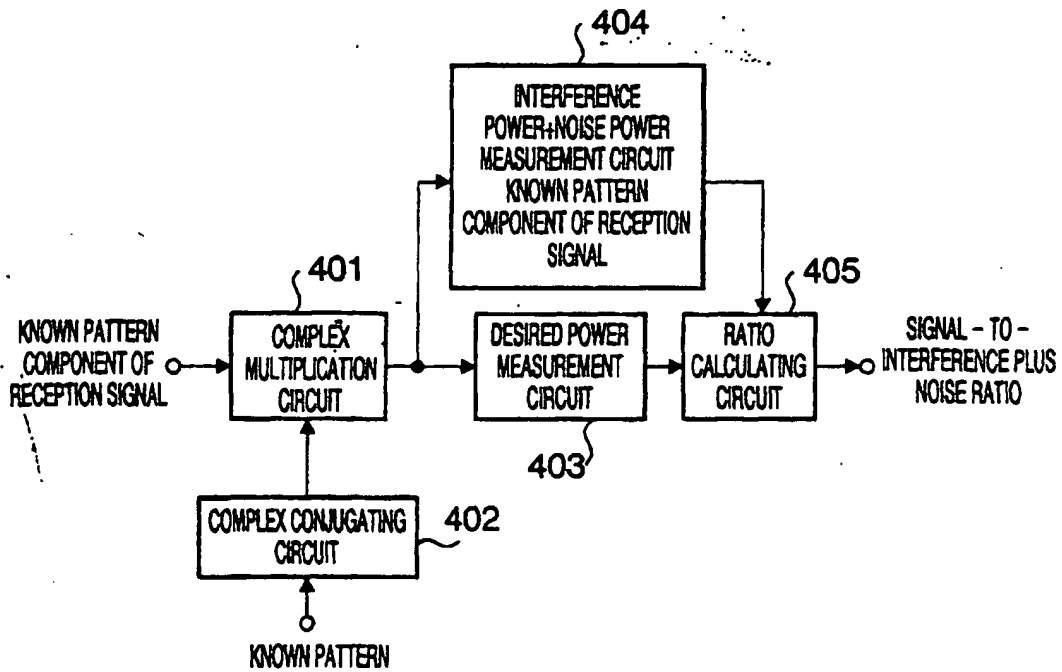 404
INTERFERENCE
POWER+NOISE POWER
MEASUREMENT CIRCUIT
KNOWN PATTERN
COMPONENT OF RECEPTION
SIGNAL
401
405
KNOWN PATTERN
COMPONENT OF
RECEPTION SIGNAL
COMPLEX
MULTIPLICATION
CIRCUIT
DESIRED POWER
MEASUREMENT
CIRCUIT
RATIO
CALCULATING
CIRCUIT
SIGNAL - TO -
INTERFERENCE PLUS
NOISE RATIO
403
COMPLEX CONJUGATING
CIRCUIT
402
KNOWN PATTERN